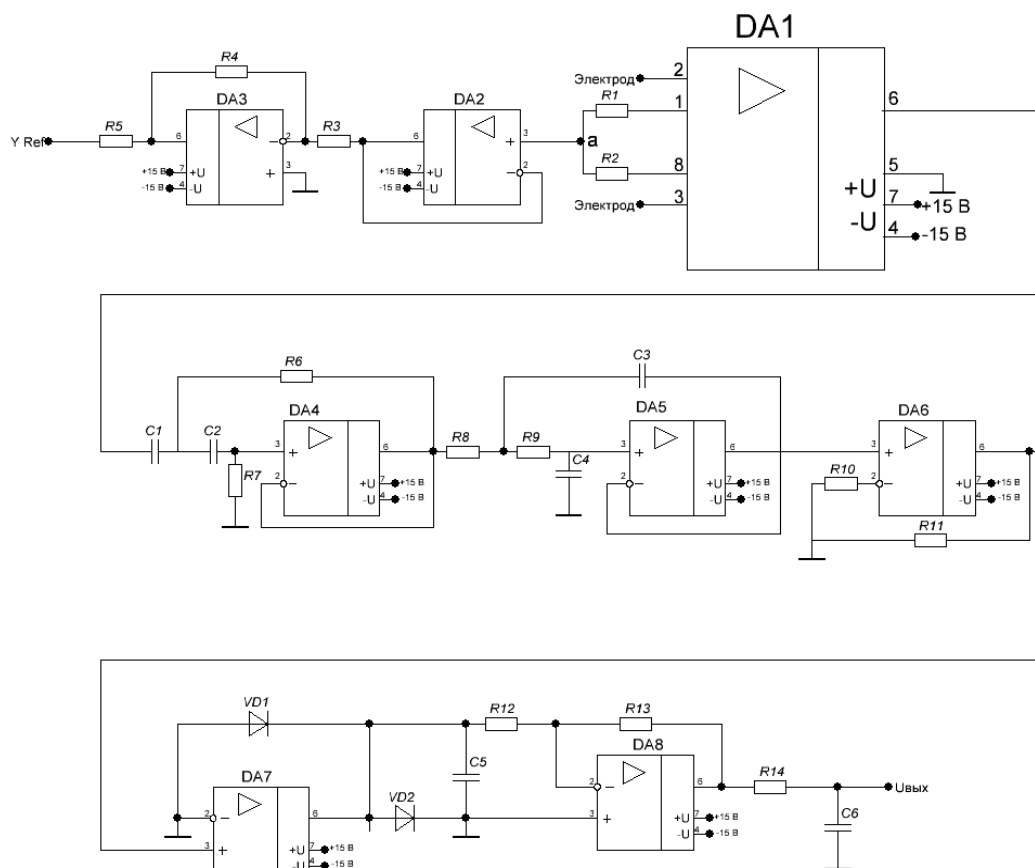 DA1
R4
DA3
DA2
Электрод 2
R1
1
6
Y Ref
R5
6
- 2
R3
6
+ 3
a
+15 В 7 +U
+ 3
+15 В 7 +U
- 2
R2
8
5
-15 В 4 -U
-15 В 4 -U
Электрод 3
+U 7 +15 В
-U 4 -15 В
C3
R6
DA4
DA5
DA6
C1
C2
3 +
6
R8
R9
3 +
6
3 +
6
R7
C4
R10
2 -
+U 7 +15 В
2 -
+U 7 +15 В
2 -
+U 7 +15 В
-U 4 -15 В
-U 4 -15 В
-U 4 -15 В
R11
VD1
R12
R13
DA8
DA7
C5
2 -
6
R14
Uвых
VD2
2 -
6
3 +
+U 7 +15 В
C6
-U 4 -15 В
3 +
+U 7 +15 В
-U 4 -15 В